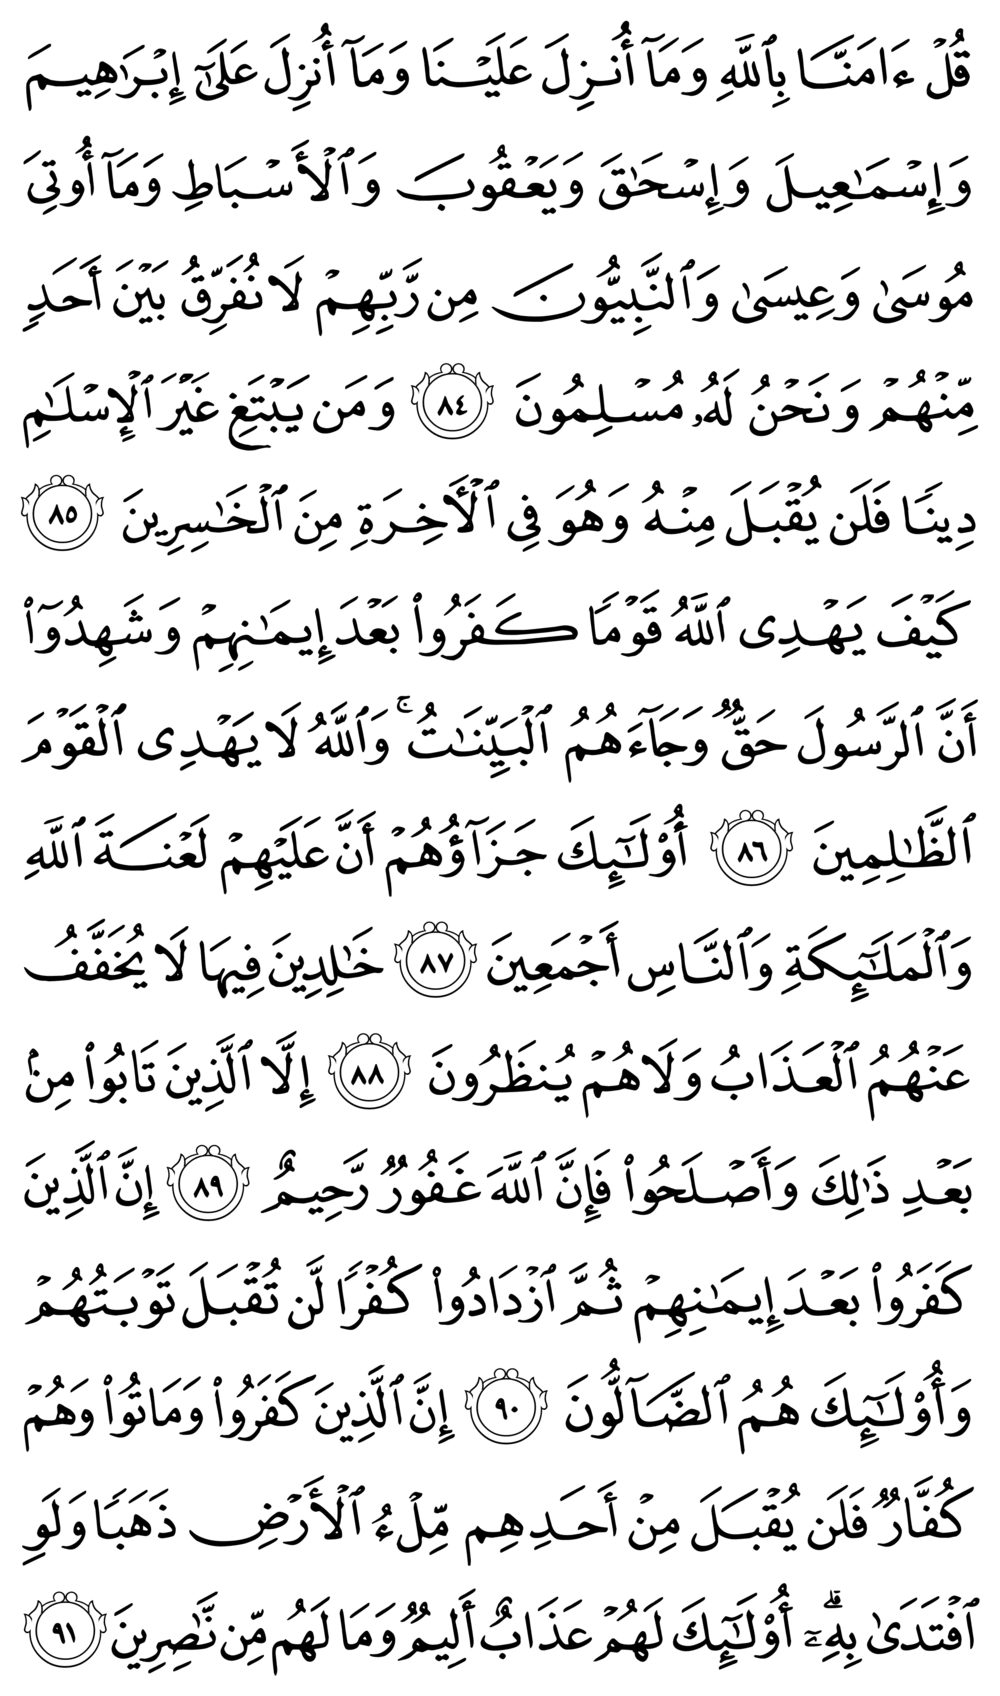 قُلۡ ءَامَنَّا بِٱللَّهِ وَمَآ أُنزِلَ عَلَيۡنَا وَمَآ أُنزِلَ عَلَىٰٓ إِبۡرَٰهِيمَ
وَإِسۡمَٰعِيلَ وَإِسۡحَٰقَ وَيَعۡقُوبَ وَٱلۡأَسۡبَاطِ وَمَآ أُوتِيَ
مُوسَىٰ وَعِيسَىٰ وَٱلنَّبِيُّونَ مِن رَّبِّهِمۡ لَا نُفَرِّقُ بَيۡنَ أَحَدٖ
مِّنۡهُمۡ وَنَحۡنُ لَهُۥ مُسۡلِمُونَ ٨٤ وَمَن يَبۡتَغِ غَيۡرَ ٱلۡإِسۡلَٰمِ
دِينٗا فَلَن يُقۡبَلَ مِنۡهُ وَهُوَ فِي ٱلۡأٓخِرَةِ مِنَ ٱلۡخَٰسِرِينَ ٨٥
كَيۡفَ يَهۡدِي ٱللَّهُ قَوۡمٗا كَفَرُواْ بَعۡدَ إِيمَٰنِهِمۡ وَشَهِدُوٓاْ
أَنَّ ٱلرَّسُولَ حَقّٞ وَجَآءَهُمُ ٱلۡبَيِّنَٰتُۚ وَٱللَّهُ لَا يَهۡدِي ٱلۡقَوۡمَ
ٱلظَّٰلِمِينَ ٨٦ أُوْلَٰٓئِكَ جَزَآؤُهُمۡ أَنَّ عَلَيۡهِمۡ لَعۡنَةَ ٱللَّهِ
وَٱلۡمَلَٰٓئِكَةِ وَٱلنَّاسِ أَجۡمَعِينَ ٨٧ خَٰلِدِينَ فِيهَا لَا يُخَفَّفُ
عَنۡهُمُ ٱلۡعَذَابُ وَلَا هُمۡ يُنظَرُونَ ٨٨ إِلَّا ٱلَّذِينَ تَابُواْ مِنۢ
بَعۡدِ ذَٰلِكَ وَأَصۡلَحُواْ فَإِنَّ ٱللَّهَ غَفُورٞ رَّحِيمٌ ٨٩ إِنَّ ٱلَّذِينَ
كَفَرُواْ بَعۡدَ إِيمَٰنِهِمۡ ثُمَّ ٱزۡدَادُواْ كُفۡرٗا لَّن تُقۡبَلَ تَوۡبَتُهُمۡ
وَأُوْلَٰٓئِكَ هُمُ ٱلضَّآلُّونَ ٩٠ إِنَّ ٱلَّذِينَ كَفَرُواْ وَمَاتُواْ وَهُمۡ
كُفَّارٞ فَلَن يُقۡبَلَ مِنۡ أَحَدِهِم مِّلۡءُ ٱلۡأَرۡضِ ذَهَبٗا وَلَوِ
ٱفۡتَدَىٰ بِهِۦٓۗ أُوْلَٰٓئِكَ لَهُمۡ عَذَابٌ أَلِيمٞ وَمَا لَهُم مِّن نَّٰصِرِينَ ٩١